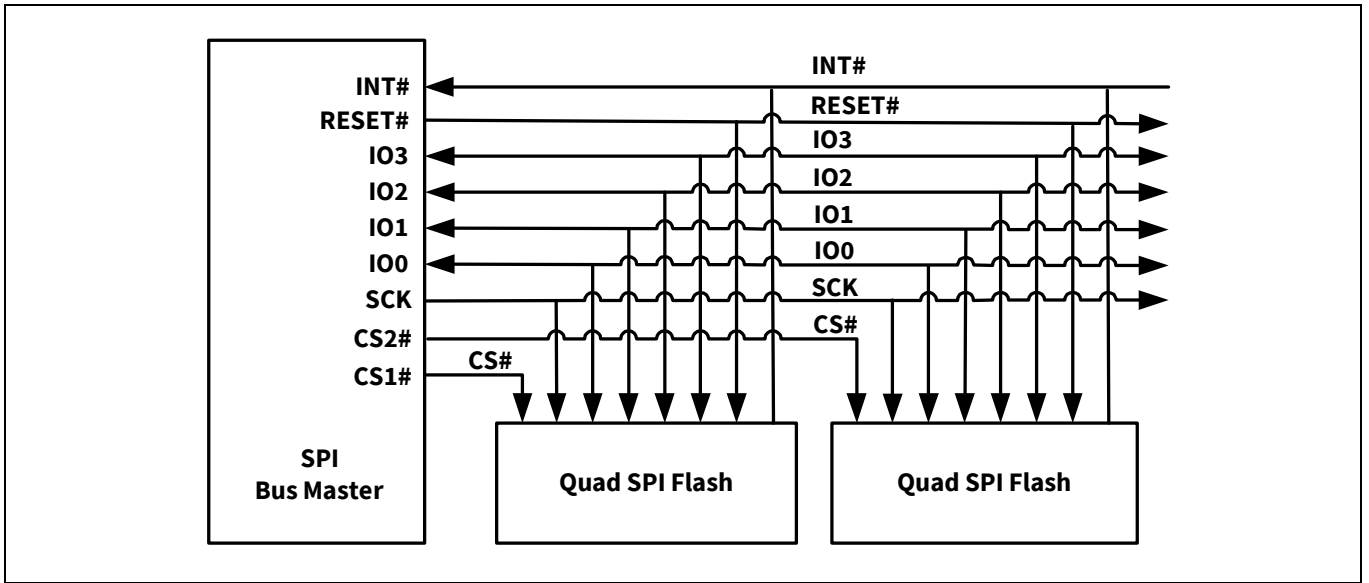 INT#
RESET#
IO3
IO2
IO1
IO0
SCK
CS2#
CS1#
SPI
Bus Master
INT#
RESET#
IO3
IO2
IO1
IO0
SCK
CS#
CS#
Quad SPI Flash
Quad SPI Flash